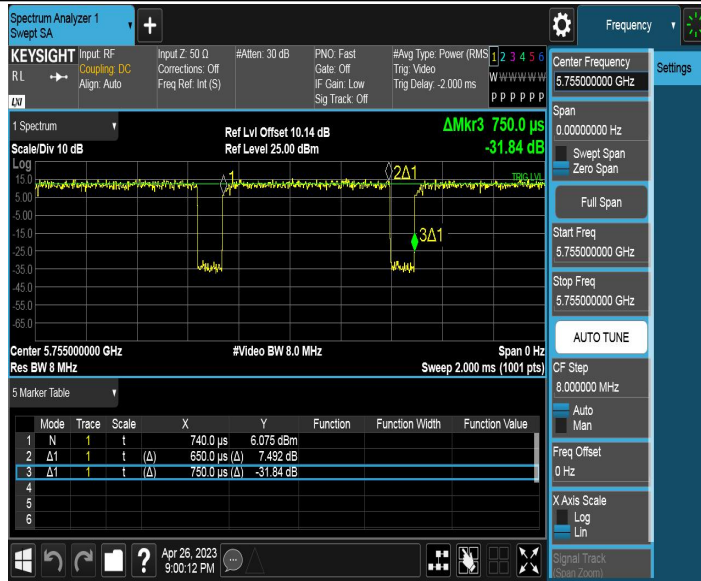 Spectrum Analyzer 1
Swept SA
+
Frequency
KEYSIGHT Input: RF Input Z: 50 Ω #Atten: 30 dB PNO: Fast #Avg Type: Power (RMS 1 2 3 4 5 6
RL Coupling: DC Corrections: Off Gate: Off Trig: Video W W W W W W
Align: Auto Freq Ref: Int (S) IF Gain: Low Trig Delay: -2.000 ms P P P P P P
LXI Sig Track: Off
1 Spectrum
Scale/Div 10 dB
Ref Lvl Offset 10.14 dB
Ref Level 25.00 dBm
ΔMkr3 750.0 µs
-31.84 dB
Log
15.0
5.00
-5.00
-15.0
-25.0
-35.0
-45.0
-55.0
-65.0
1
2Δ1
TRIG LVL
3Δ1
Center 5.755000000 GHz #Video BW 8.0 MHz Span 0 Hz
Res BW 8 MHz Sweep 2.000 ms (1001 pts)
5 Marker Table
Mode Trace Scale X Y Function Function Width Function Value
1 N 1 t 740.0 µs 6.075 dBm
2 Δ1 1 t (Δ) 650.0 µs (Δ) 7.492 dB
3 Δ1 1 t (Δ) 750.0 µs (Δ) -31.84 dB
4
5
6
?
Apr 26, 2023
9:00:12 PM
Center Frequency
5.755000000 GHz
Settings
Span
0.00000000 Hz
Swept Span
Zero Span
Full Span
Start Freq
5.755000000 GHz
Stop Freq
5.755000000 GHz
AUTO TUNE
CF Step
8.000000 MHz
Auto
Man
Freq Offset
0 Hz
X Axis Scale
Log
Lin
Signal Track
(Span Zoom)